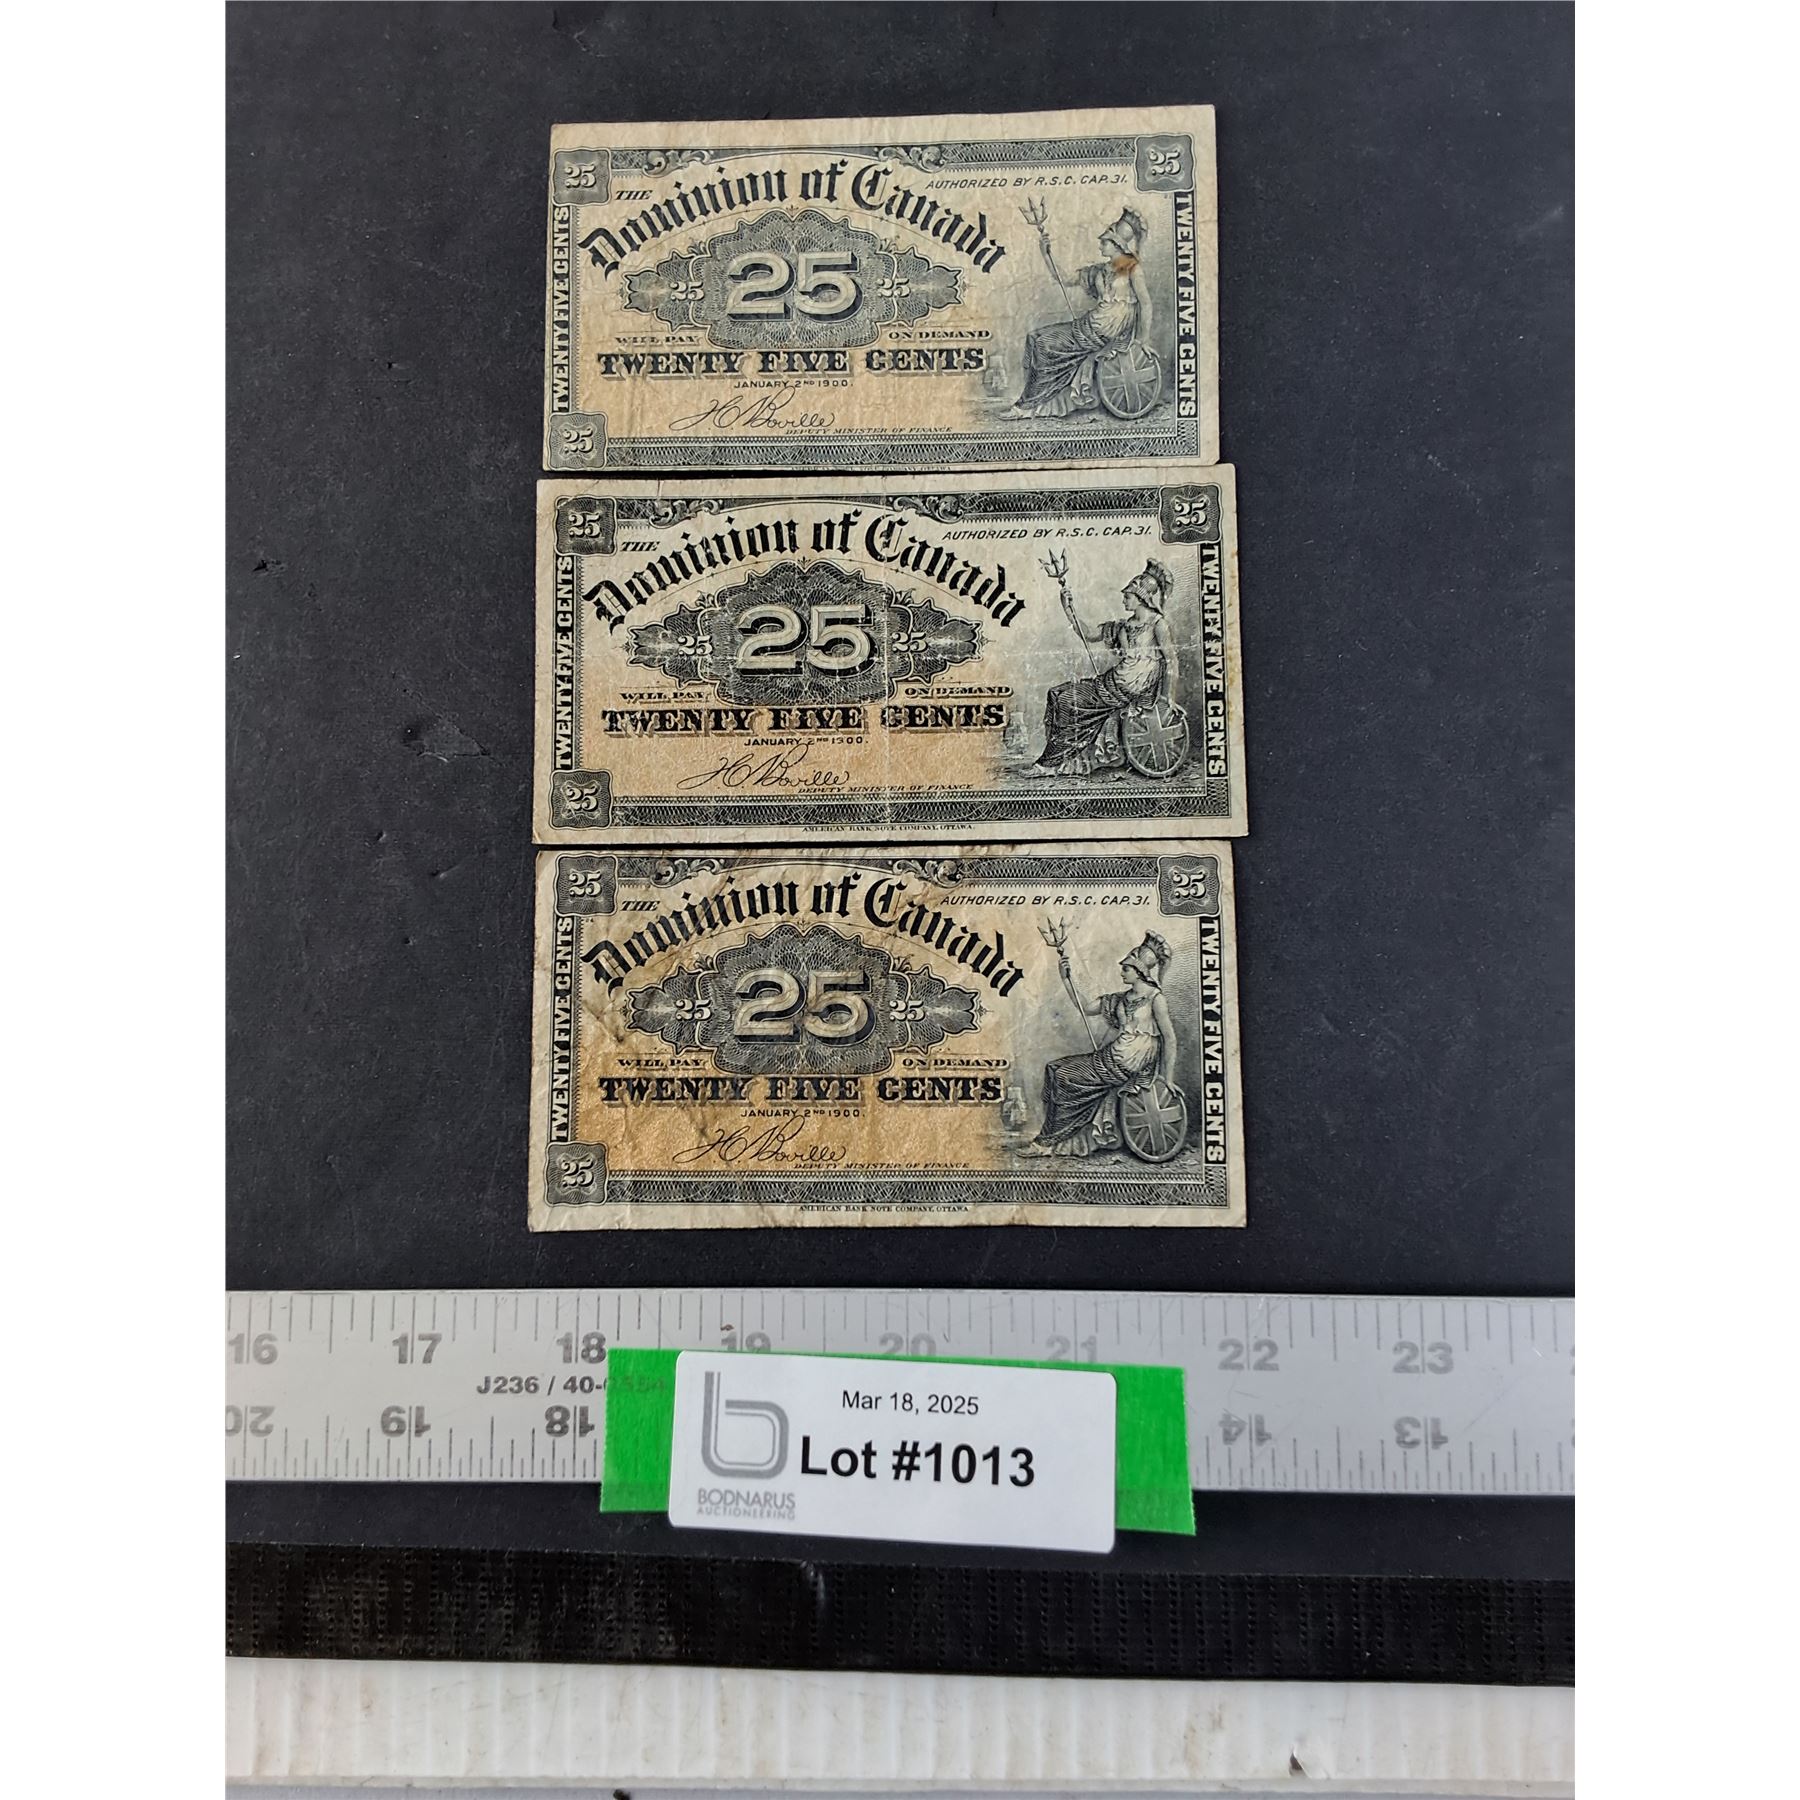 25 25
THE Dominion of Canada
AUTHORIZED BY R.S.C. CAP.31.
TWENTY FIVE CENTS
25 25 25
TWENTY FIVE CENTS
WILL PAY ON DEMAND
TWENTY FIVE CENTS
JANUARY 2ND 1900.
H C Boville
DEPUTY MINISTER OF FINANCE
25
25 25
THE Dominion of Canada
AUTHORIZED BY R.S.C. CAP.31.
TWENTY FIVE CENTS
25 25 25
TWENTY FIVE CENTS
WILL PAY ON DEMAND
TWENTY FIVE CENTS
JANUARY 2ND 1900.
H C Boville
DEPUTY MINISTER OF FINANCE
25
AMERICAN BANK NOTE COMPANY, OTTAWA.
25 25
THE Dominion of Canada
AUTHORIZED BY R.S.C. CAP.31.
TWENTY FIVE CENTS
25 25 25
TWENTY FIVE CENTS
WILL PAY ON DEMAND
TWENTY FIVE CENTS
JANUARY 2ND 1900.
H C Boville
DEPUTY MINISTER OF FINANCE
25
AMERICAN BANK NOTE COMPANY, OTTAWA
16 17 18 19 20 21 22 23
J236 / 40-
20 19 18 14 13
Mar 18, 2025
Lot #1013
BODNARUS
AUCTIONEERING